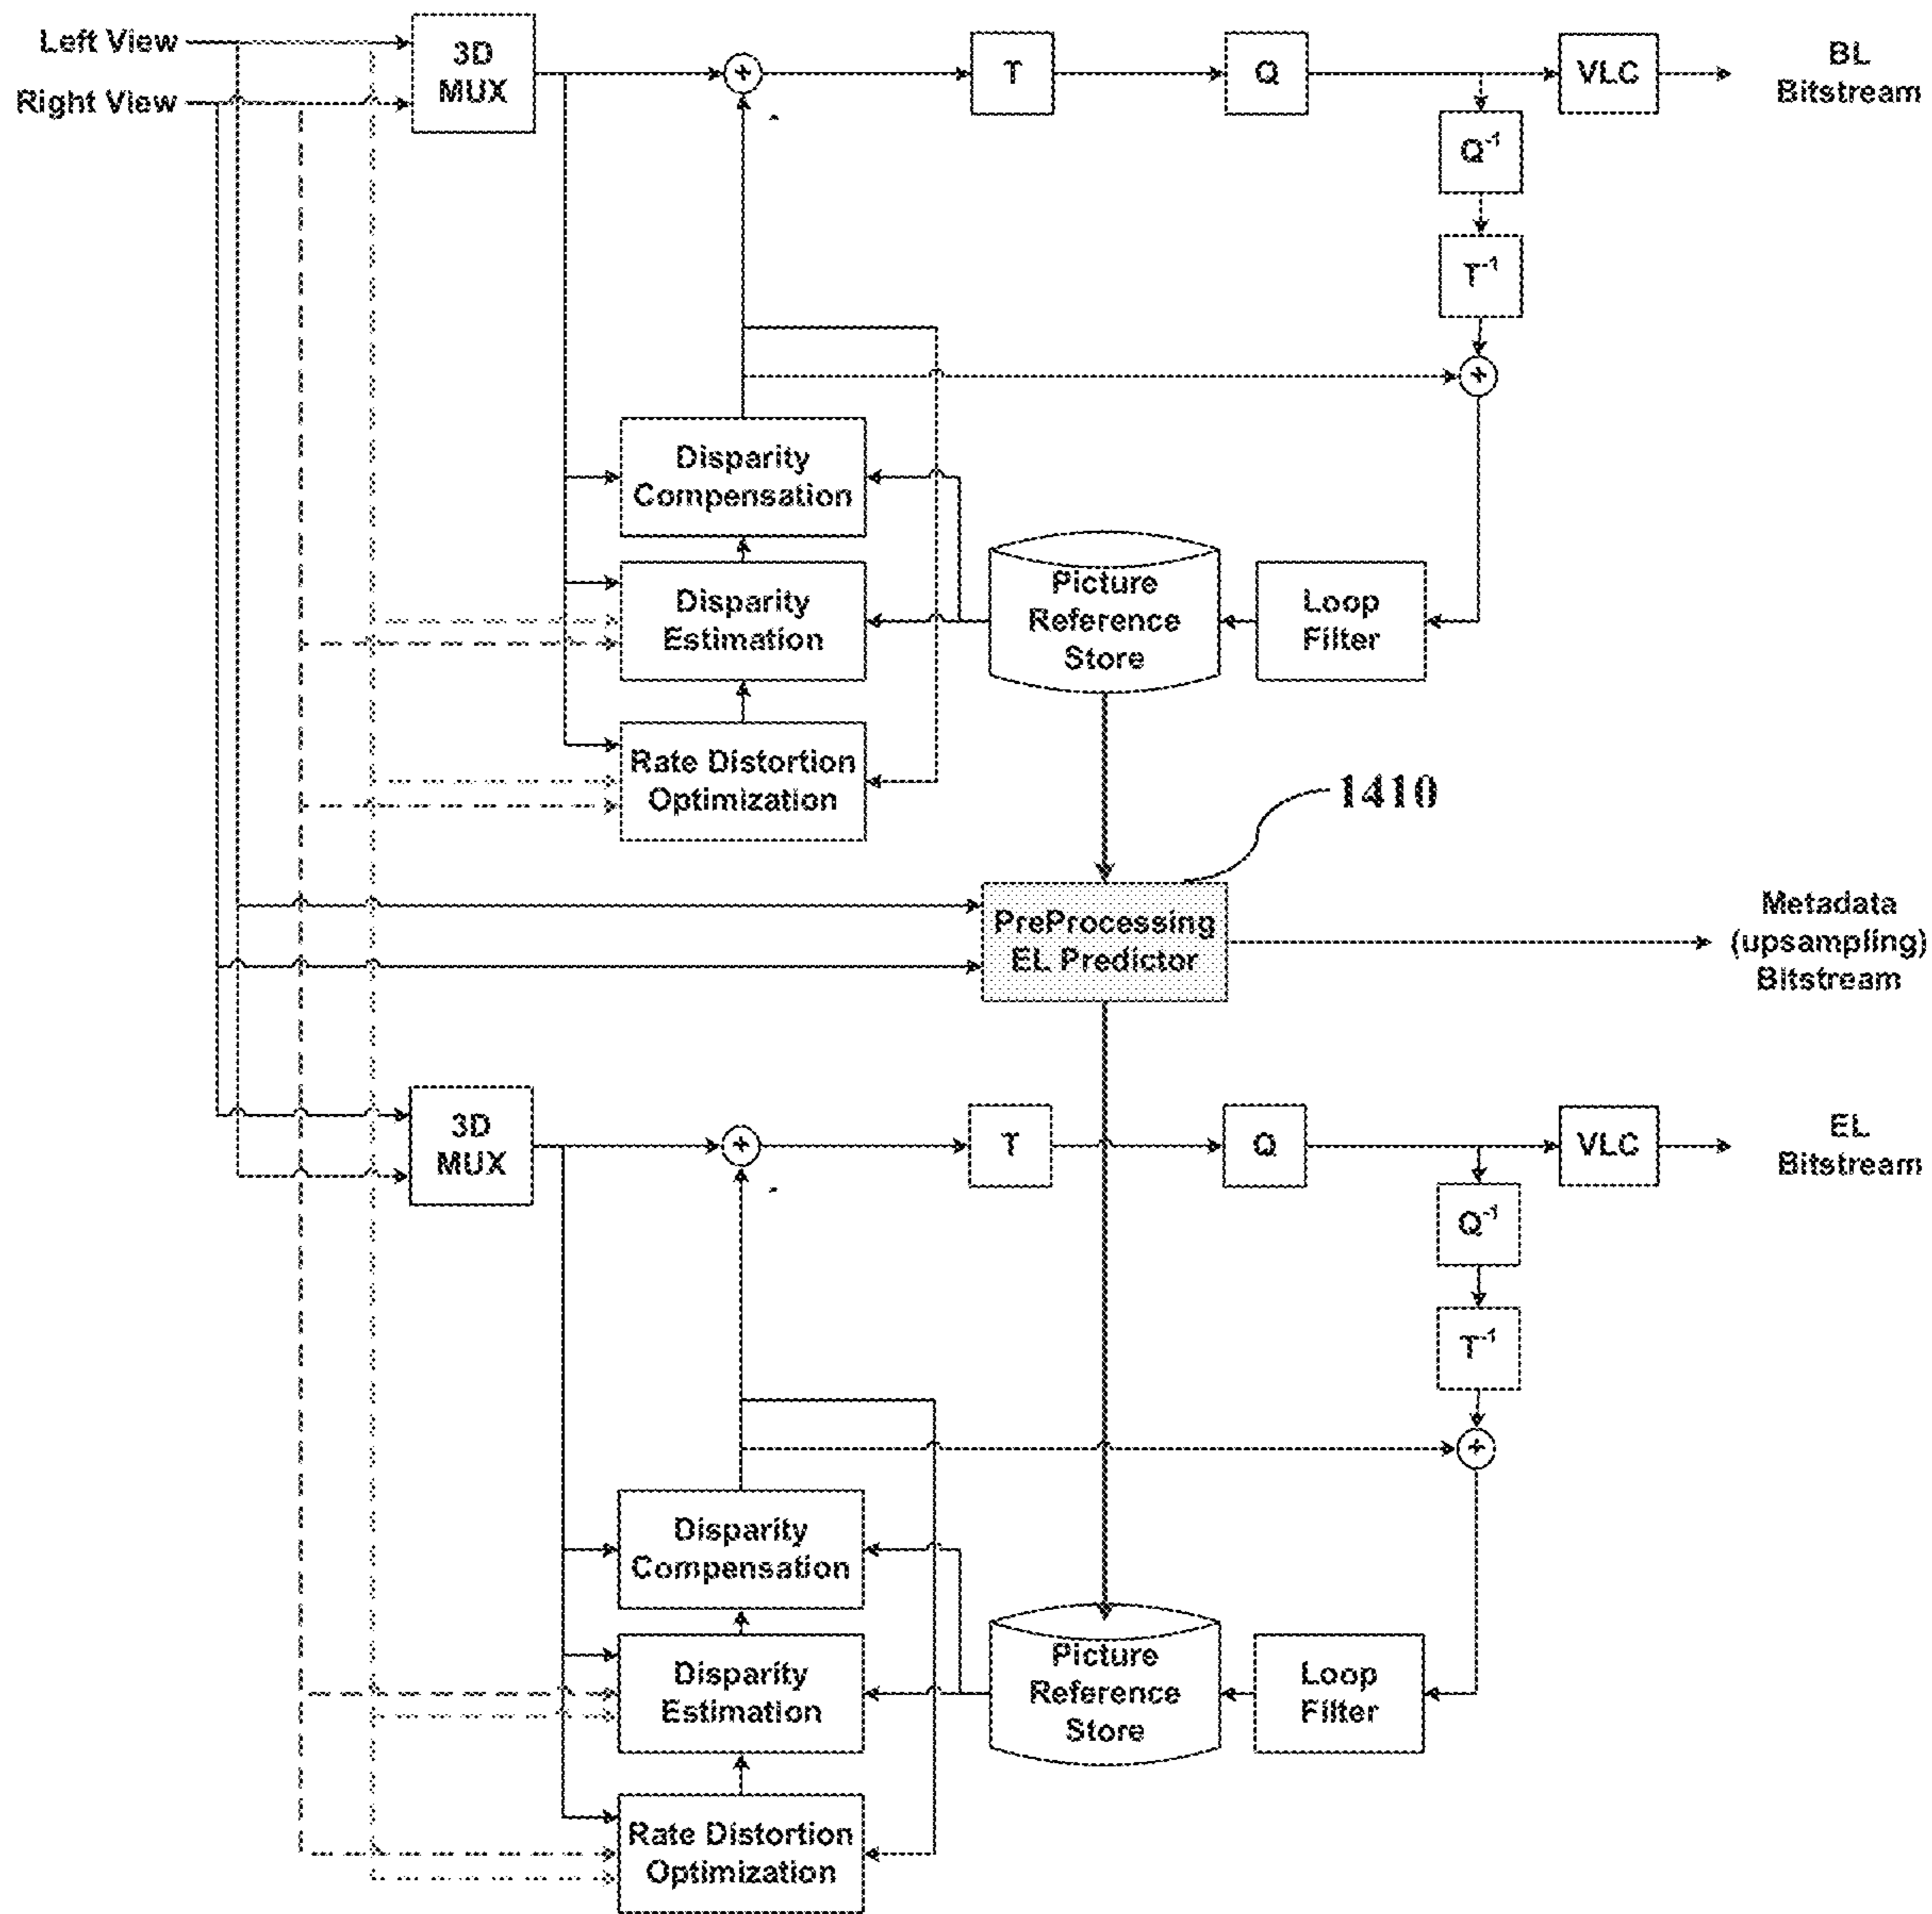 Left View
Right View
3D
MUX
+
T
Q
VLC
BL
Bitstream
-
Q⁻¹
T⁻¹
+
Disparity
Compensation
Disparity
Estimation
Picture
Reference
Store
Loop
Filter
Rate Distortion
Optimization
1410
PreProcessing
EL Predictor
Metadata
(upsampling)
Bitstream
3D
MUX
+
T
Q
VLC
EL
Bitstream
-
Q⁻¹
T⁻¹
+
Disparity
Compensation
Disparity
Estimation
Picture
Reference
Store
Loop
Filter
Rate Distortion
Optimization